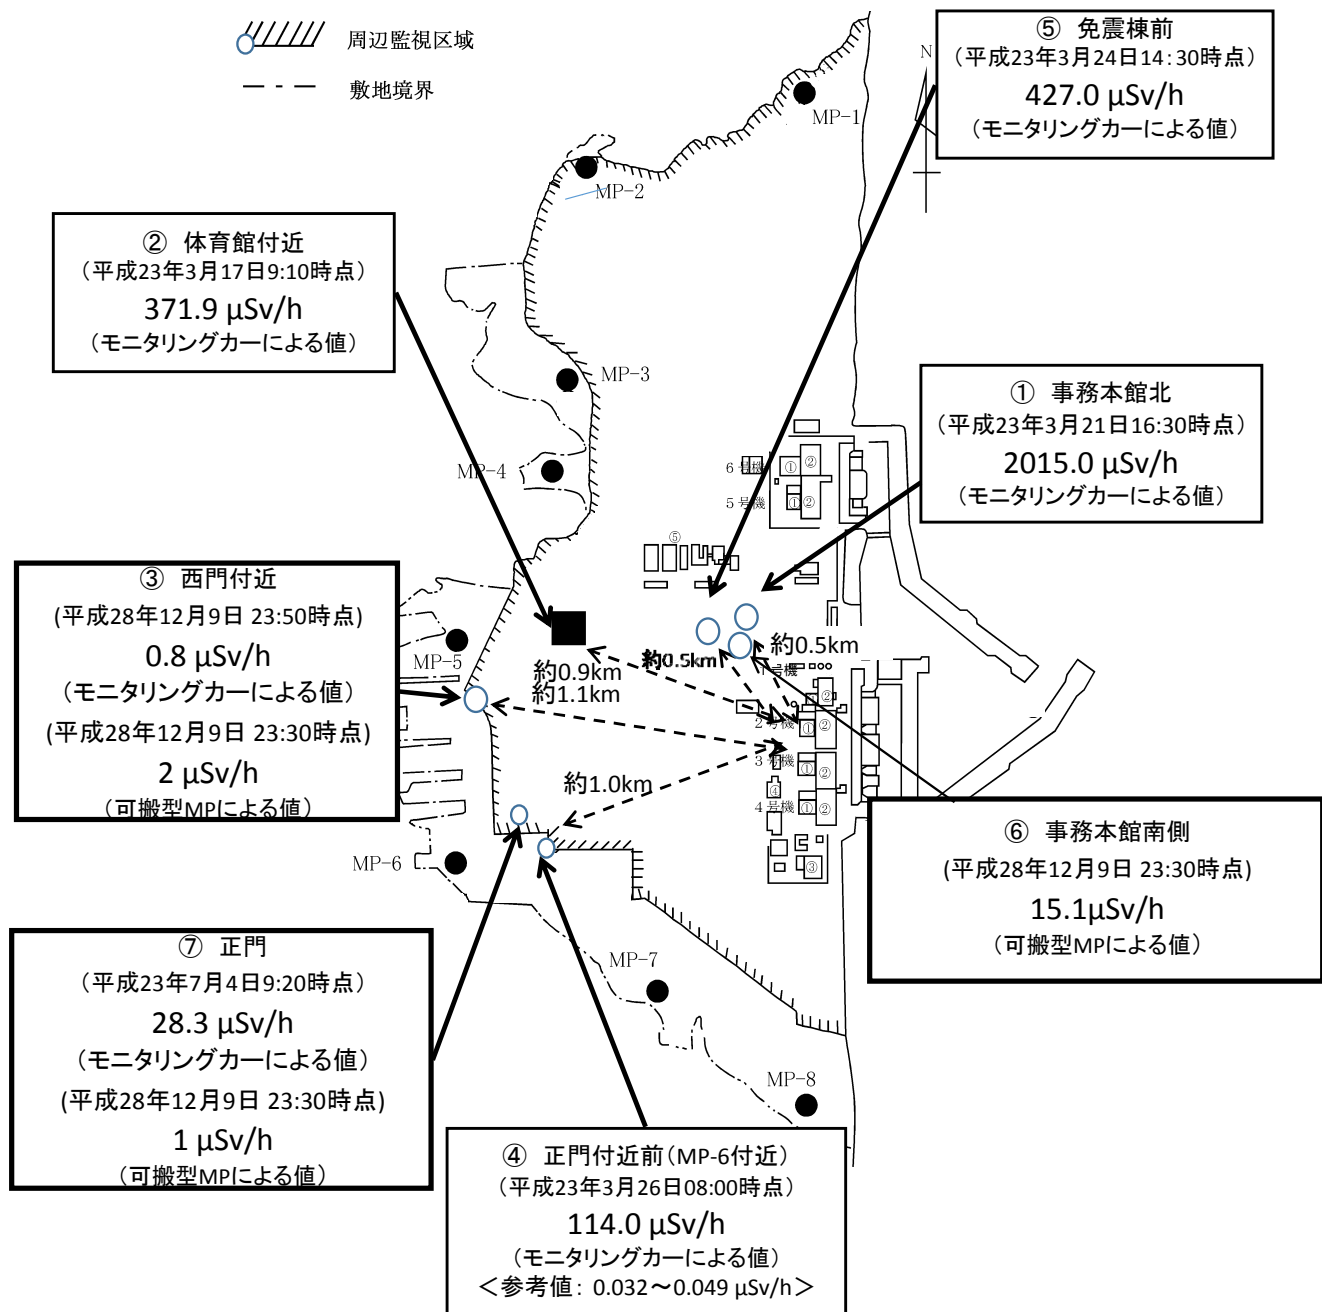 周辺監視区域
敷地境界
⑤ 免震棟前
(平成23年3月24日14:30時点)
427.0 μSv/h
(モニタリングカーによる値)
N
MP-1
MP-2
② 体育館付近
(平成23年3月17日9:10時点)
371.9 μSv/h
(モニタリングカーによる値)
MP-3
① 事務本館北
(平成23年3月21日16:30時点)
2015.0 μSv/h
(モニタリングカーによる値)
MP-4
6号機
① ②
5号機
① ②
⑤
③ 西門付近
(平成28年12月9日 23:50時点)
0.8 μSv/h
(モニタリングカーによる値)
(平成28年12月9日 23:30時点)
2 μSv/h
(可搬型MPによる値)
MP-5
約0.9km
約1.1km
約0.5km
約0.5km
1号機
②
2号機
① ②
3号機
① ②
④
4号機
① ②
③
約1.0km
MP-6
⑥ 事務本館南側
(平成28年12月9日 23:30時点)
15.1μSv/h
(可搬型MPによる値)
⑦ 正門
(平成23年7月4日9:20時点)
28.3 μSv/h
(モニタリングカーによる値)
(平成28年12月9日 23:30時点)
1 μSv/h
(可搬型MPによる値)
MP-7
MP-8
④ 正門付近前(MP-6付近)
(平成23年3月26日08:00時点)
114.0 μSv/h
(モニタリングカーによる値)
<参考値: 0.032~0.049 μSv/h>